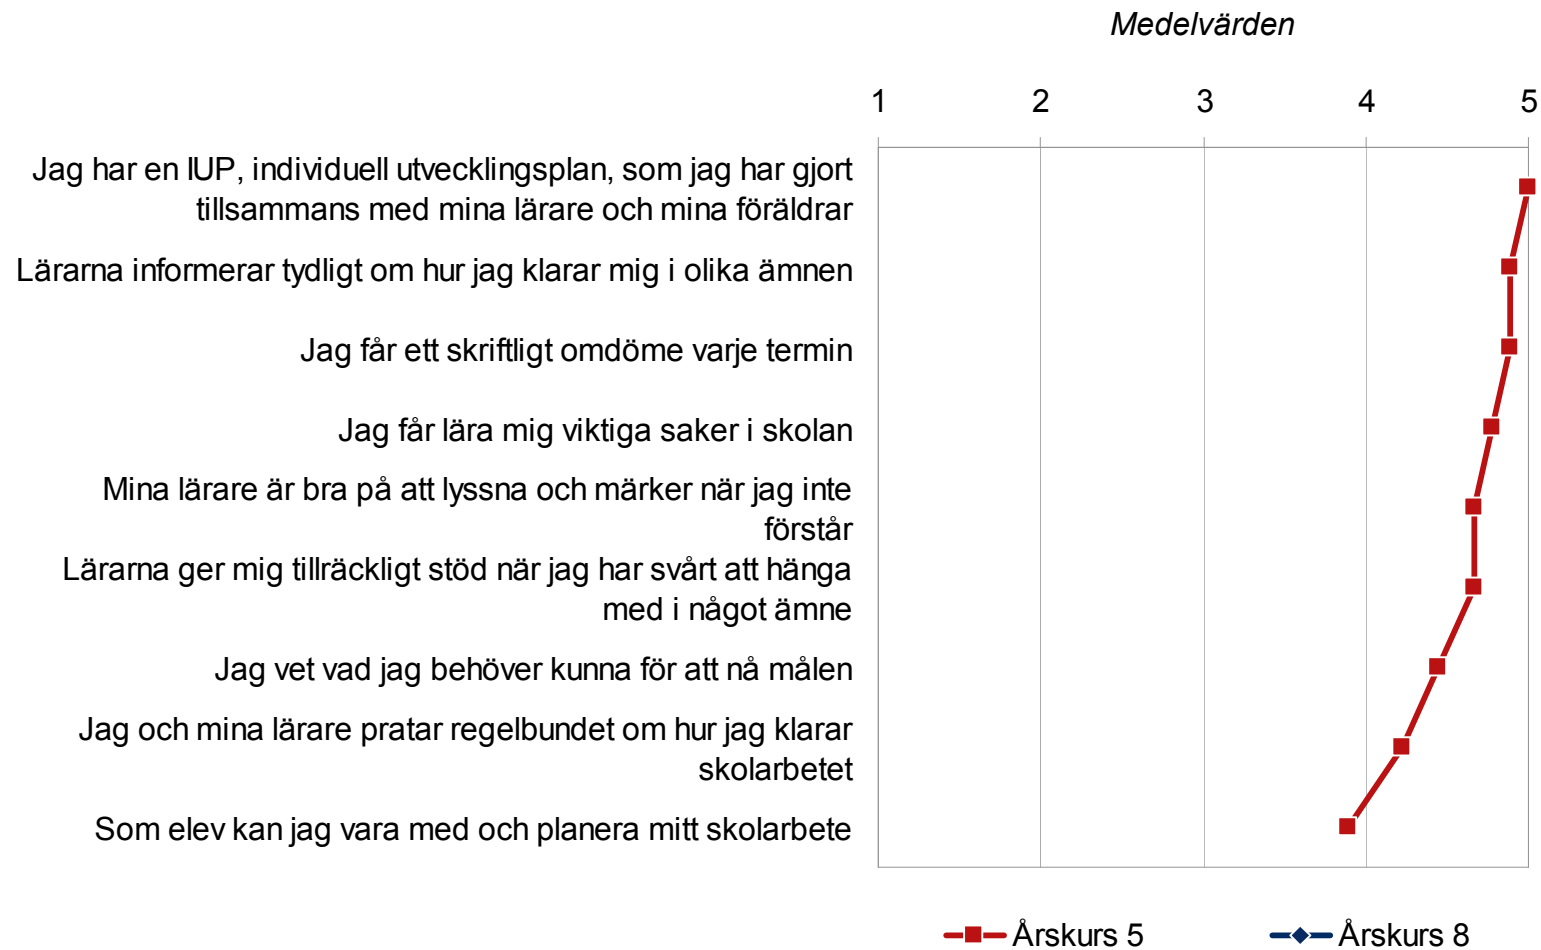 Medelvärden
1 2 3 4 5
Jag har en IUP, individuell utvecklingsplan, som jag har gjort
tillsammans med mina lärare och mina föräldrar
Lärarna informerar tydligt om hur jag klarar mig i olika ämnen
Jag får ett skriftligt omdöme varje termin
Jag får lära mig viktiga saker i skolan
Mina lärare är bra på att lyssna och märker när jag inte
förstår
Lärarna ger mig tillräckligt stöd när jag har svårt att hänga
med i något ämne
Jag vet vad jag behöver kunna för att nå målen
Jag och mina lärare pratar regelbundet om hur jag klarar
skolarbetet
Som elev kan jag vara med och planera mitt skolarbete
Årskurs 5 Årskurs 8